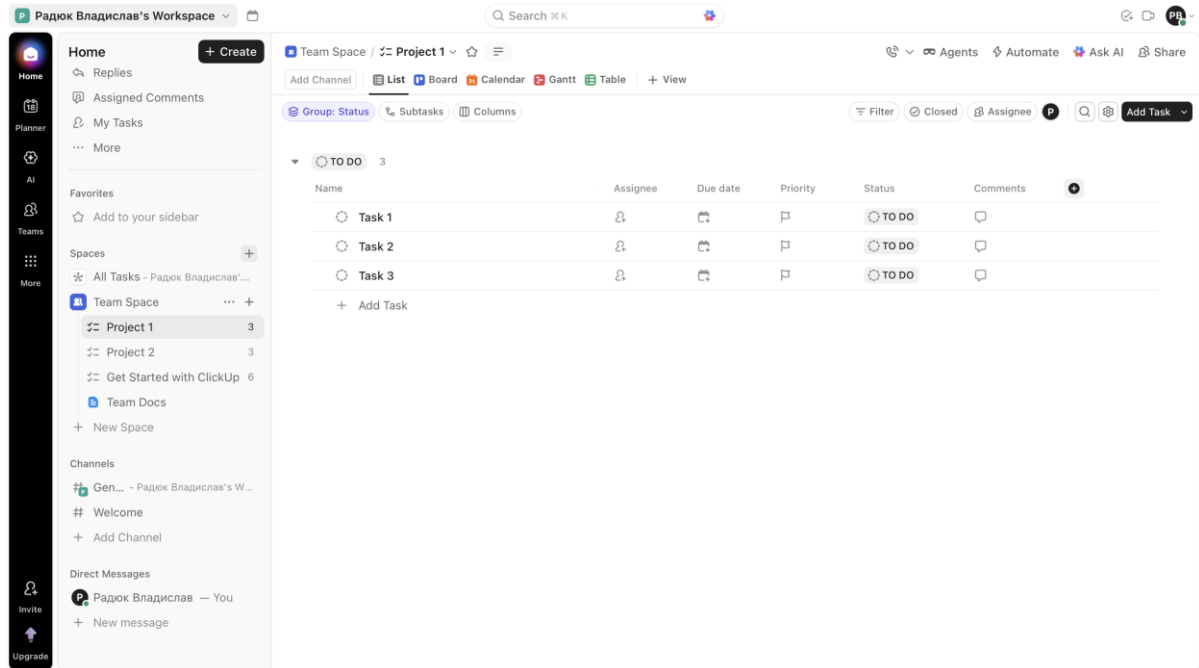 P Радюк Владислав's Workspace
Search ⌘K
PB
Home
Planner
AI
Teams
More
Invite
Upgrade
Home
+ Create
Replies
Assigned Comments
My Tasks
More
Favorites
Add to your sidebar
Spaces
All Tasks - Радюк Владислав'...
Team Space
Project 1 3
Project 2 3
Get Started with ClickUp 6
Team Docs
+ New Space
Channels
# Gen... - Радюк Владислав's W...
# Welcome
+ Add Channel
Direct Messages
P Радюк Владислав — You
+ New message
Team Space / Project 1
Agents Automate Ask AI Share
Add Channel List Board Calendar Gantt Table + View
Group: Status Subtasks Columns
Filter Closed Assignee P Add Task
TO DO 3
Name Assignee Due date Priority Status Comments
Task 1 TO DO
Task 2 TO DO
Task 3 TO DO
+ Add Task